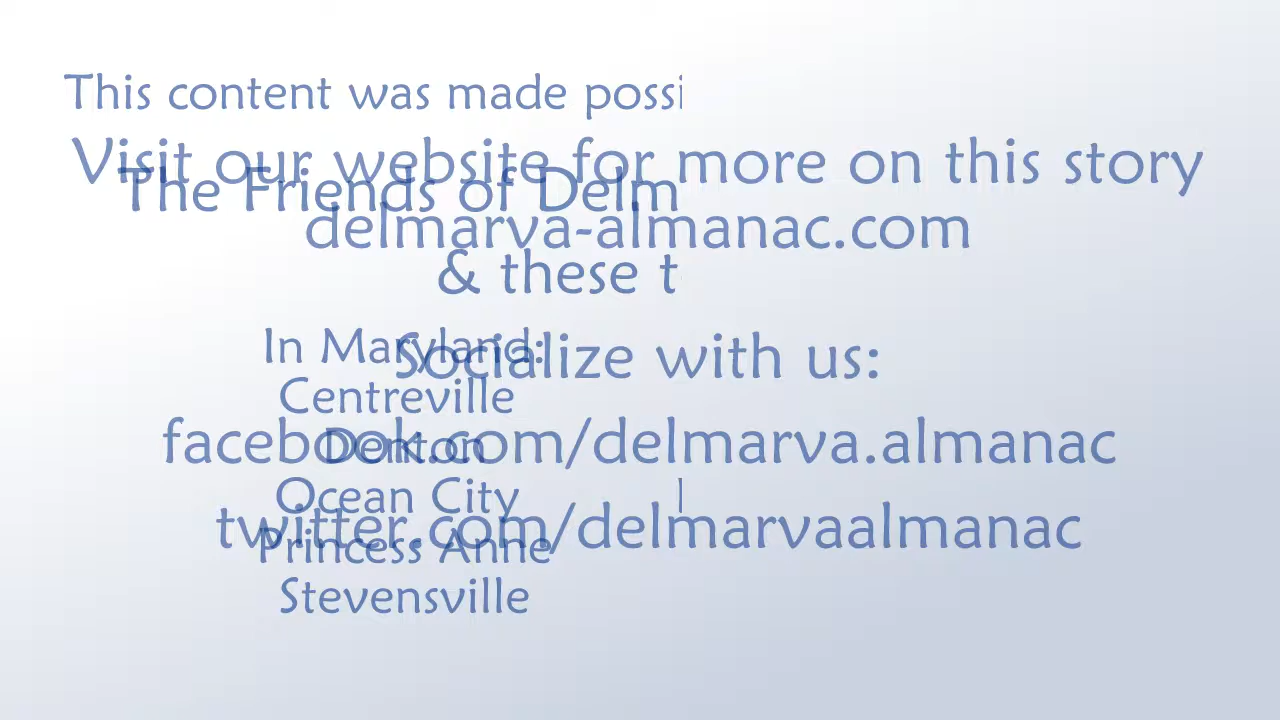 This content was made possi
Visit our website for more on this story
The Friends of Delm
delmarva-almanac.com
& these t
In Maryland:
Socialize with us:
Centreville
facebook.com/delmarva.almanac
Denton
Ocean City
twitter.com/delmarvaalmanac
Princess Anne
Stevensville